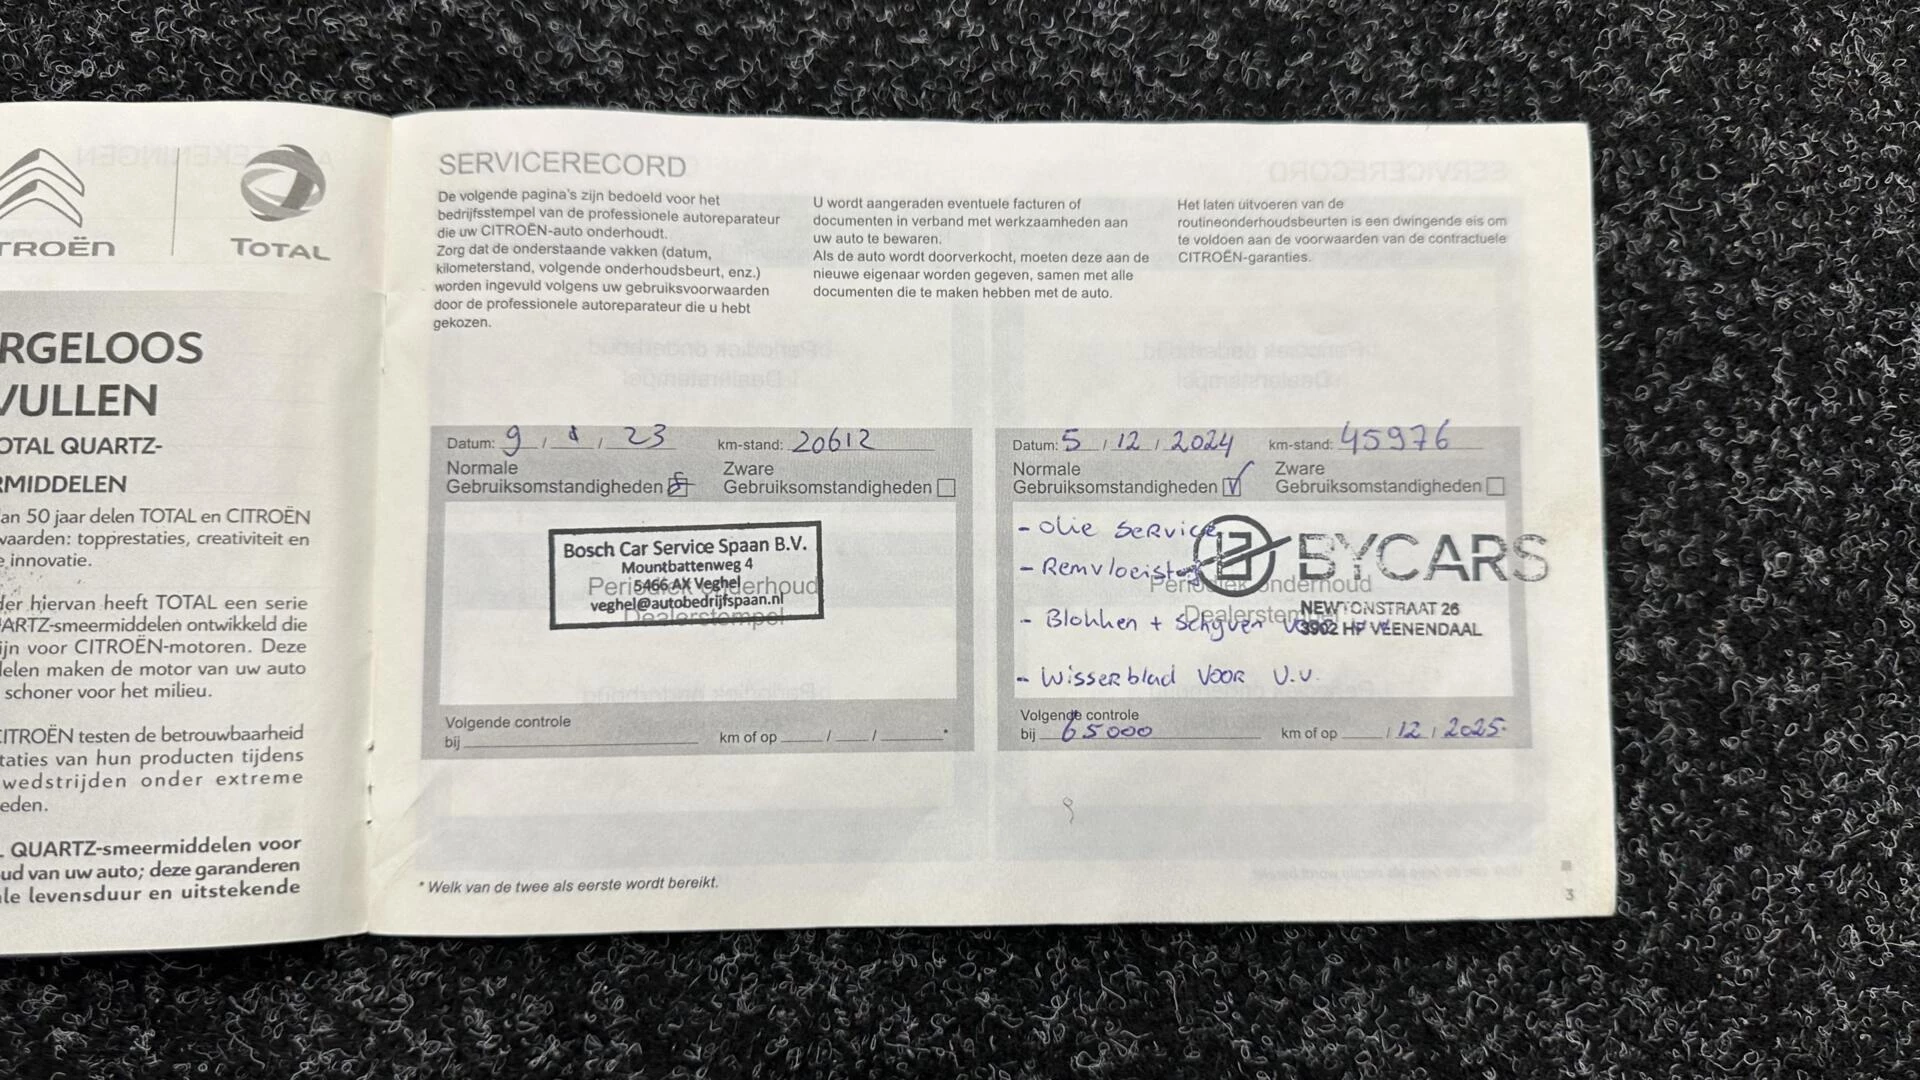 TROËN
TOTAL
RGELOOS
VULLEN
OTAL QUARTZ-
RMIDDELEN
an 50 jaar delen TOTAL en CITROËN
vaarden: topprestaties, creativiteit en
e innovatie.
der hiervan heeft TOTAL een serie
UARTZ-smeermiddelen ontwikkeld die
ijn voor CITROËN-motoren. Deze
delen maken de motor van uw auto
schoner voor het milieu.
CITROËN testen de betrouwbaarheid
taties van hun producten tijdens
wedstrijden onder extreme
eden.
L QUARTZ-smeermiddelen voor
ud van uw auto; deze garanderen
le levensduur en uitstekende
SERVICERECORD
De volgende pagina's zijn bedoeld voor het
bedrijfsstempel van de professionele autoreparateur
die uw CITROËN-auto onderhoudt.
Zorg dat de onderstaande vakken (datum,
kilometerstand, volgende onderhoudsbeurt, enz.)
worden ingevuld volgens uw gebruiksvoorwaarden
door de professionele autoreparateur die u hebt
gekozen.
U wordt aangeraden eventuele facturen of
documenten in verband met werkzaamheden aan
uw auto te bewaren.
Als de auto wordt doorverkocht, moeten deze aan de
nieuwe eigenaar worden gegeven, samen met alle
documenten die te maken hebben met de auto.
Het laten uitvoeren van de
routineonderhoudsbeurten is een dwingende eis om
te voldoen aan de voorwaarden van de contractuele
CITROËN-garanties.
Datum: 9 / / 23 km-stand: 20612
Normale
Gebruiksomstandigheden
Zware
Gebruiksomstandigheden
Bosch Car Service Spaan B.V.
Mountbattenweg 4
5466 AX Veghel
veghel@autobedrijfspaan.nl
Periodiek onderhoud
Dealerstempel
Volgende controle
bij km of op / / *
Datum: 5 / 12 / 2024 km-stand: 45976
Normale
Gebruiksomstandigheden
Zware
Gebruiksomstandigheden
- Olie Service
- Remvloeistof
- Blokken + Schijven
- Wisserblad VOOR V.V.
BYCARS
NEWTONSTRAAT 26
3902 HP VEENENDAAL
Periodiek onderhoud
Dealerstempel
Volgende controle
bij 65000 km of op / 12 / 2025
* Welk van de twee als eerste wordt bereikt.
3